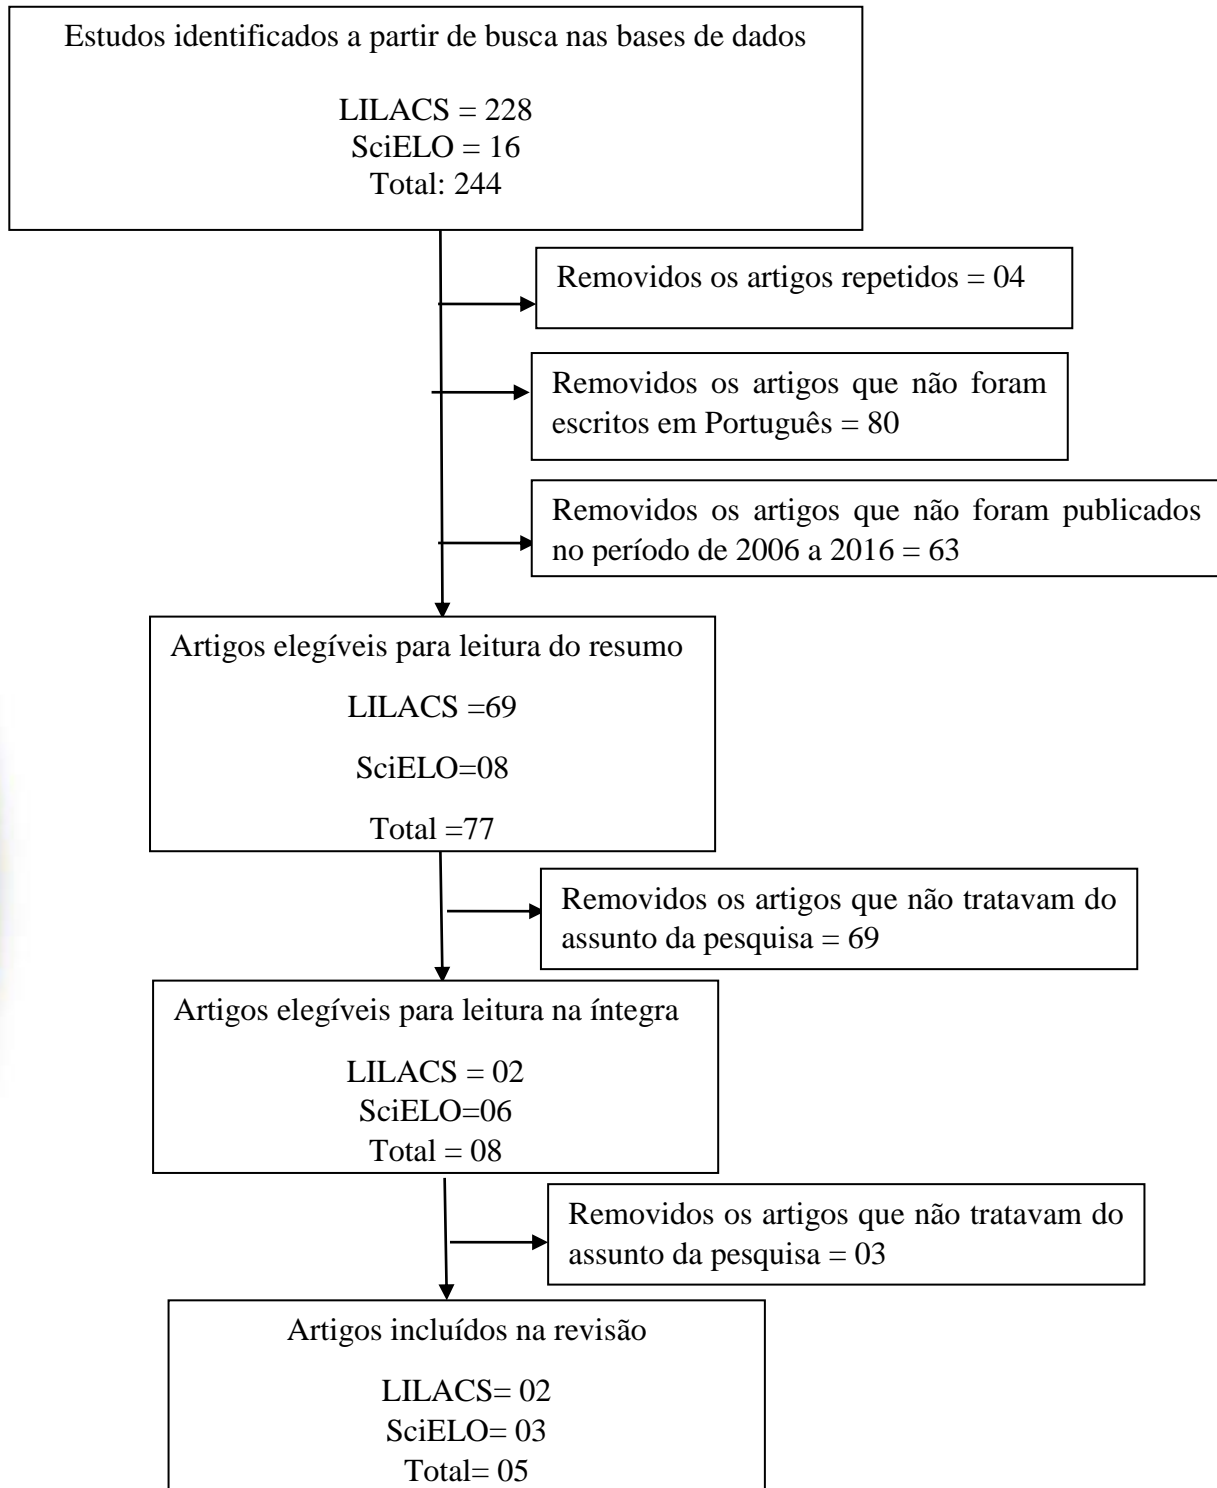 Estudos identificados a partir de busca nas bases de dados
LILACS = 228
SciELO = 16
Total: 244
Removidos os artigos repetidos = 04
Removidos os artigos que não foram
escritos em Português = 80
Removidos os artigos que não foram publicados
no período de 2006 a 2016 = 63
Artigos elegíveis para leitura do resumo
LILACS =69
SciELO=08
Total =77
Removidos os artigos que não tratavam do
assunto da pesquisa = 69
Artigos elegíveis para leitura na íntegra
LILACS = 02
SciELO=06
Total = 08
Removidos os artigos que não tratavam do
assunto da pesquisa = 03
Artigos incluídos na revisão
LILACS= 02
SciELO= 03
Total= 05